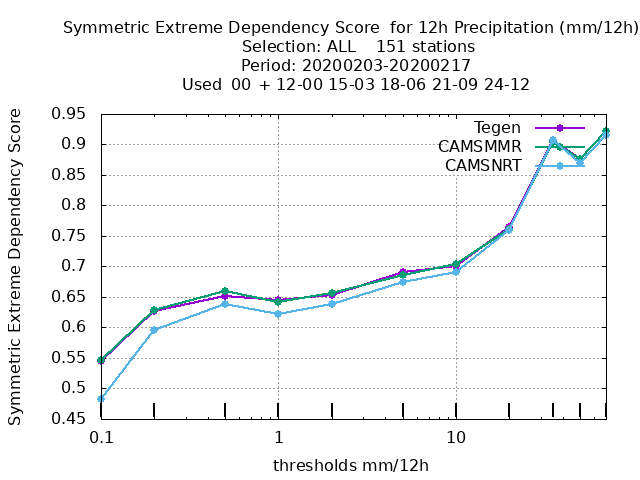 Symmetric Extreme Dependency Score  for 12h Precipitation (mm/12h)
Selection: ALL    151 stations
Period: 20200203-20200217
Used  00 + 12-00 15-03 18-06 21-09 24-12
Symmetric Extreme Dependency Score
0.95
0.9
0.85
0.8
0.75
0.7
0.65
0.6
0.55
0.5
0.45
Tegen
CAMSMMR
CAMSNRT
0.1 1 10
thresholds mm/12h